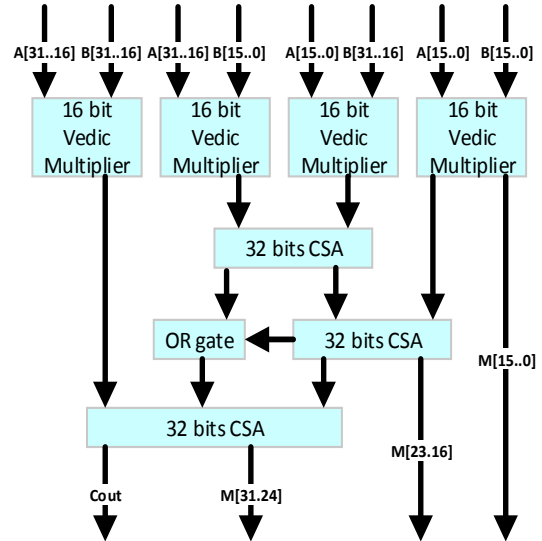 A[31..16] B[31..16] A[31..16] B[15..0] A[15..0] B[31..16] A[15..0] B[15..0]
16 bit
Vedic
Multiplier
16 bit
Vedic
Multiplier
16 bit
Vedic
Multiplier
16 bit
Vedic
Multiplier
32 bits CSA
OR gate
32 bits CSA
M[15..0]
32 bits CSA
M[23.16]
Cout
M[31.24]